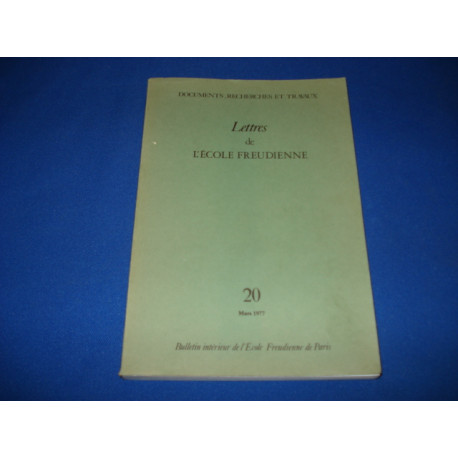 DOCUMENTS, RECHERCHES ET TRAVAUX
Lettres
de
L'ÉCOLE FREUDIENNE
20
Mars 1977
Bulletin intérieur de l'École Freudienne de Paris